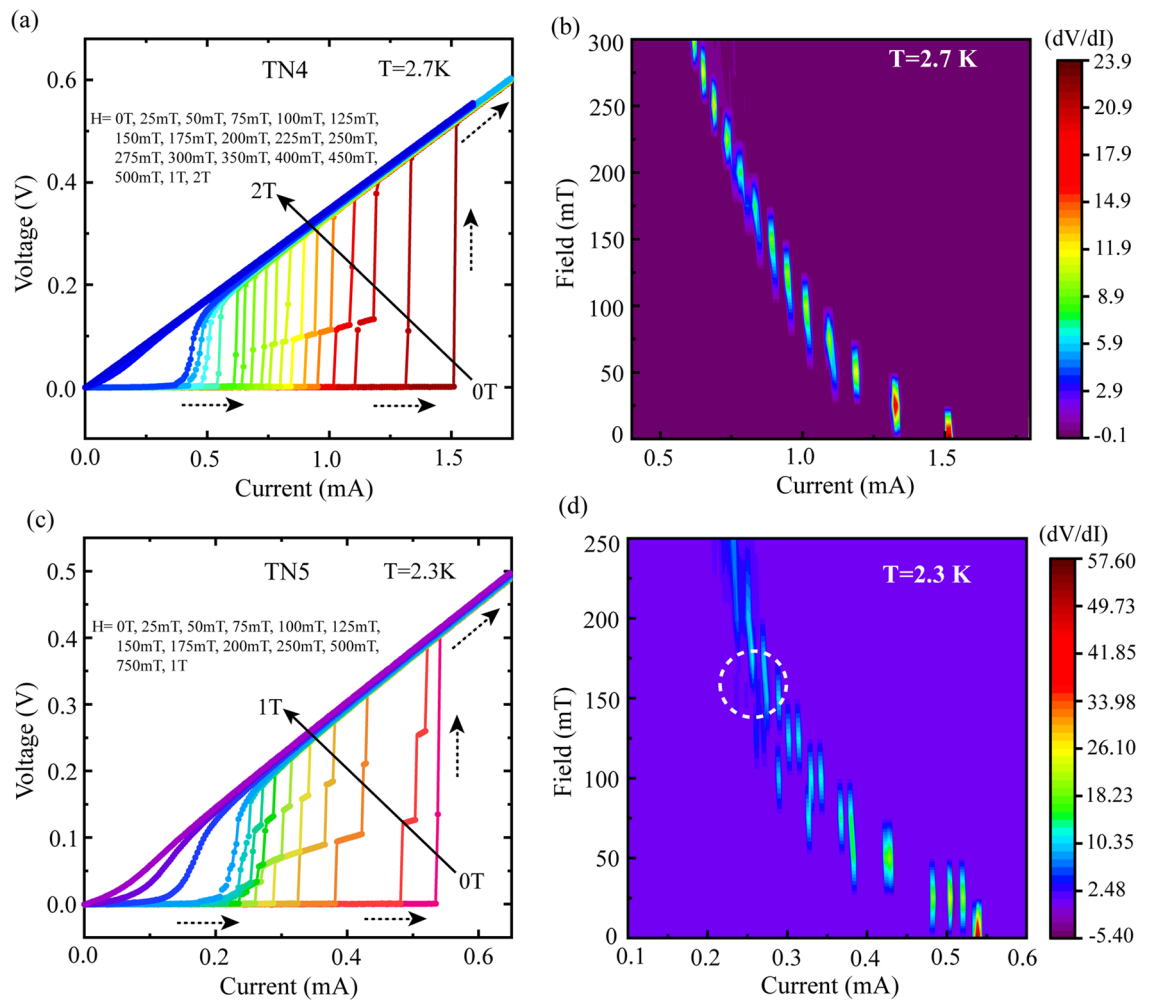 (a)
TN4 T=2.7K
H= 0T, 25mT, 50mT, 75mT, 100mT, 125mT,
150mT, 175mT, 200mT, 225mT, 250mT,
275mT, 300mT, 350mT, 400mT, 450mT,
500mT, 1T, 2T
2T
0T
Voltage (V)
0.6
0.4
0.2
0.0
0.0 0.5 1.0 1.5
Current (mA)
(b)
T=2.7 K
Field (mT)
300
250
200
150
100
50
0
0.5 1.0 1.5
Current (mA)
(dV/dI)
23.9
20.9
17.9
14.9
11.9
8.9
5.9
2.9
-0.1
(c)
TN5 T=2.3K
H= 0T, 25mT, 50mT, 75mT, 100mT, 125mT,
150mT, 175mT, 200mT, 250mT, 500mT,
750mT, 1T
1T
0T
Voltage (V)
0.5
0.4
0.3
0.2
0.1
0.0
0.0 0.2 0.4 0.6
Current (mA)
(d)
T=2.3 K
Field (mT)
250
200
150
100
50
0
0.1 0.2 0.3 0.4 0.5 0.6
Current (mA)
(dV/dI)
57.60
49.73
41.85
33.98
26.10
18.23
10.35
2.48
-5.40